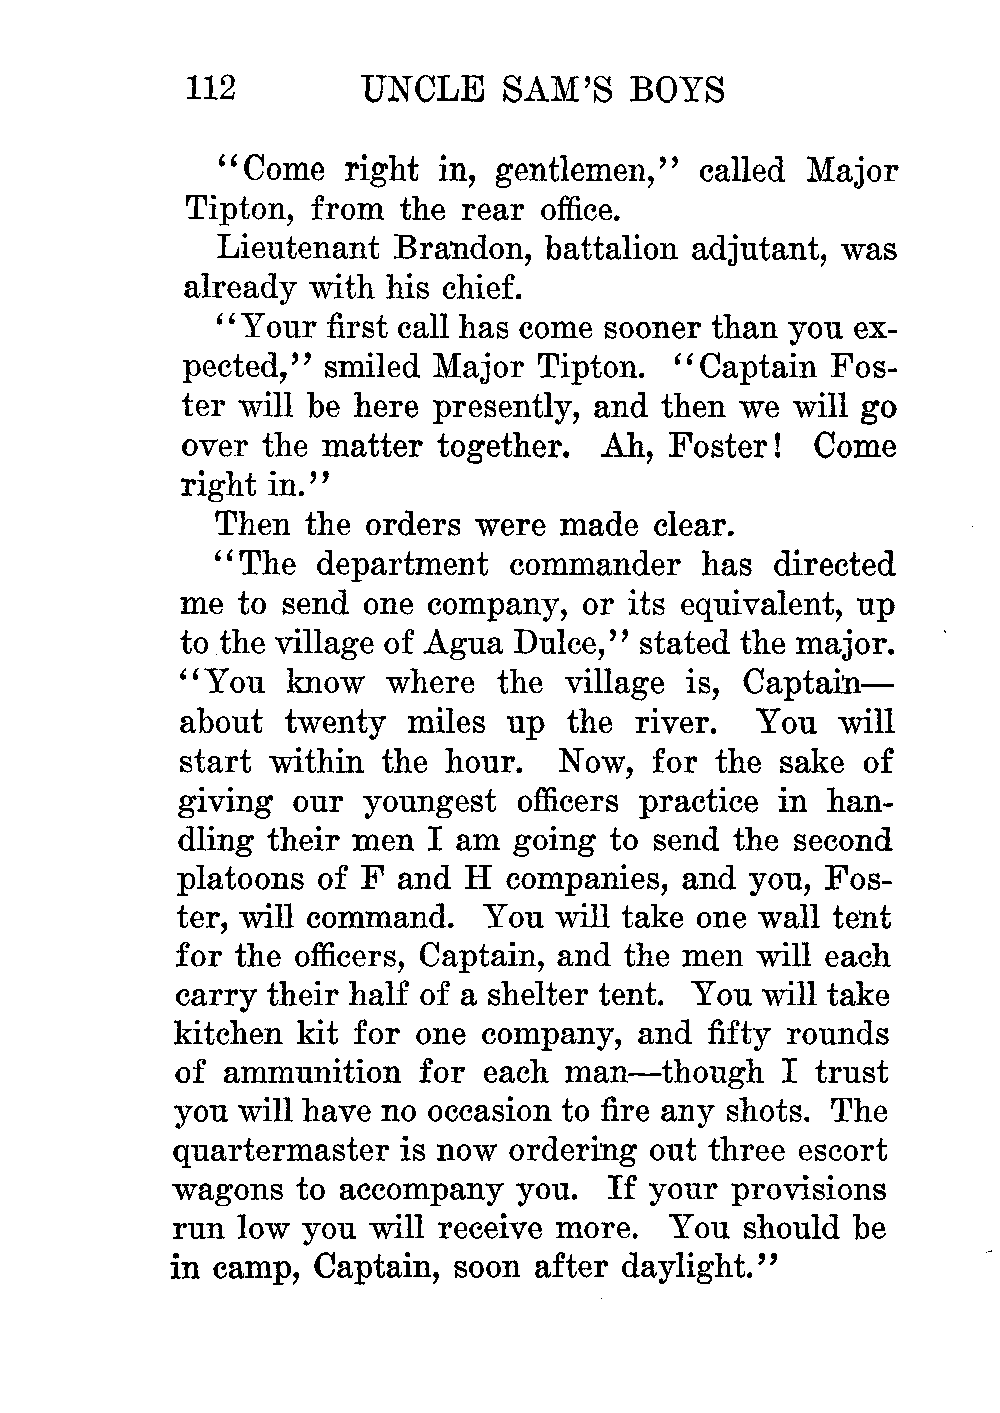 112 UNCLE SAM'S BOYS
“Come right in, gentlemen,” called Major
Tipton, from the rear office.
Lieutenant Brandon, battalion adjutant, was
already with his chief.
“Your first call has come sooner than you ex-
pected,” smiled Major Tipton. “Captain Fos-
ter will be here presently, and then we will go
over the matter together. Ah, Foster! Come
right in.”
Then the orders were made clear.
“The department commander has directed
me to send one company, or its equivalent, up
to the village of Agua Dulce,” stated the major.
“You know where the village is, Captain—
about twenty miles up the river. You will
start within the hour. Now, for the sake of
giving our youngest officers practice in han-
dling their men I am going to send the second
platoons of F and H companies, and you, Fos-
ter, will command. You will take one wall tent
for the officers, Captain, and the men will each
carry their half of a shelter tent. You will take
kitchen kit for one company, and fifty rounds
of ammunition for each man—though I trust
you will have no occasion to fire any shots. The
quartermaster is now ordering out three escort
wagons to accompany you. If your provisions
run low you will receive more. You should be
in camp, Captain, soon after daylight.”